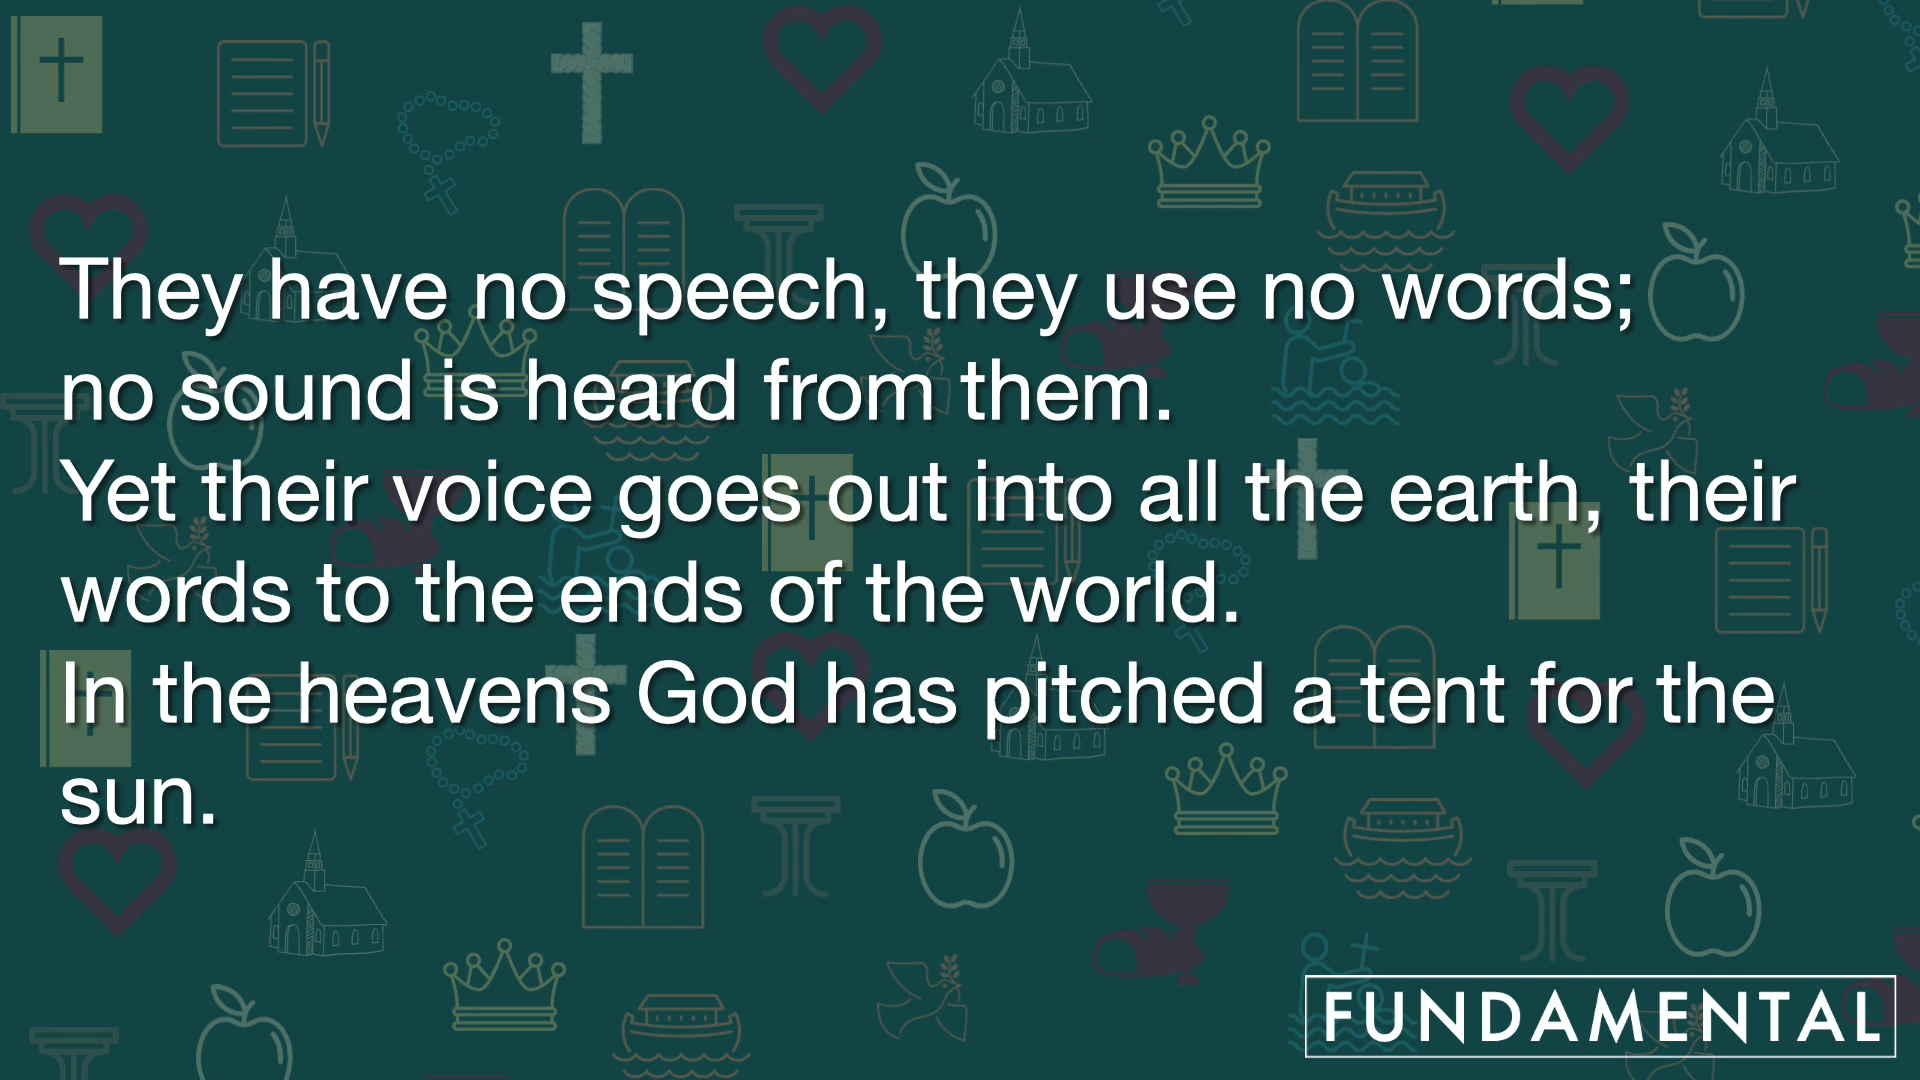 They have no speech, they use no words;
no sound is heard from them.
Yet their voice goes out into all the earth, their
words to the ends of the world.
In the heavens God has pitched a tent for the
sun.
FUNDAMENTAL